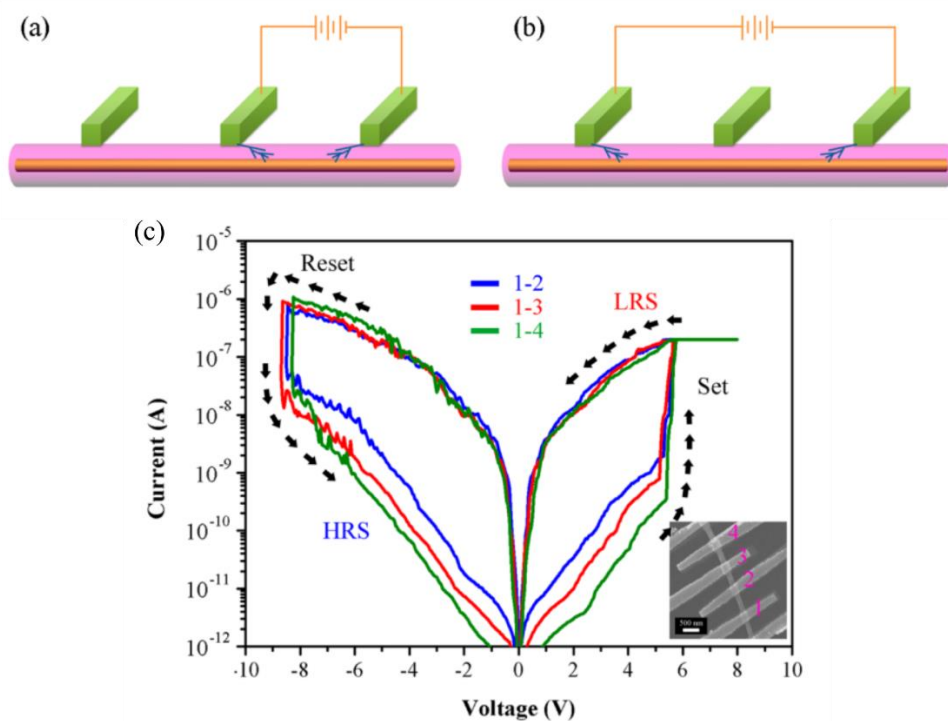 (a)
(b)
(c)
10⁻⁵
10⁻⁶
10⁻⁷
10⁻⁸
10⁻⁹
10⁻¹⁰
10⁻¹¹
10⁻¹²
Current (A)
Reset
1-2
1-3
1-4
LRS
Set
HRS
4
3
2
1
500 nm
-10 -8 -6 -4 -2 0 2 4 6 8 10
Voltage (V)